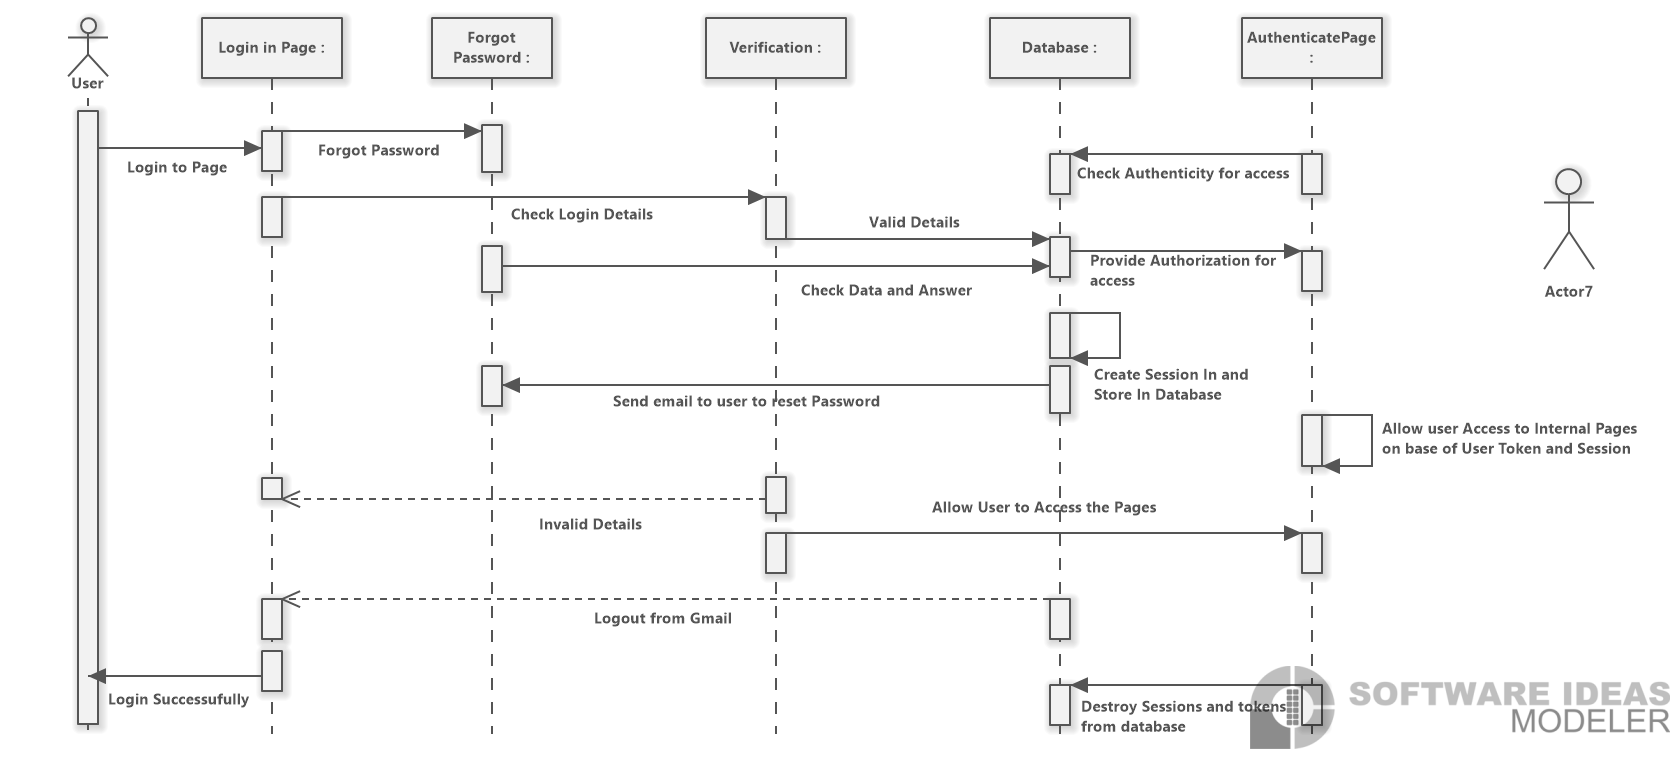 User
Login in Page :
Forgot
Password :
Verification :
Database :
AuthenticatePage
:
Forgot Password
Login to Page
Check Authenticity for access
Check Login Details
Valid Details
Provide Authorization for
access
Check Data and Answer
Actor7
Create Session In and
Store In Database
Send email to user to reset Password
Allow user Access to Internal Pages
on base of User Token and Session
Invalid Details
Allow User to Access the Pages
Logout from Gmail
Login Successufully
Destroy Sessions and tokens
from database
SOFTWARE IDEAS
MODELER